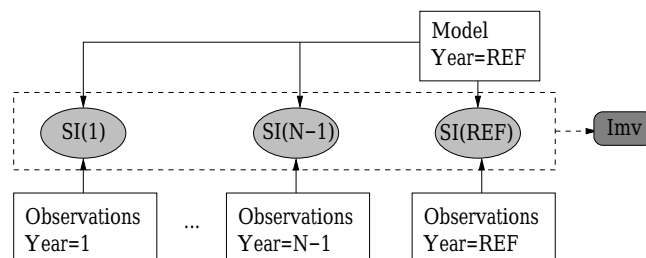 Model
Year=REF
SI(1)
SI(N−1)
SI(REF)
Imv
Observations
Year=1
...
Observations
Year=N−1
Observations
Year=REF